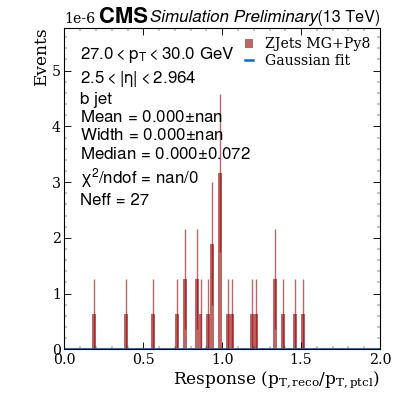 1e-6 CMS Simulation Preliminary (13 TeV)
Events
27.0 < p_T < 30.0 GeV
2.5 < |η| < 2.964
b jet
Mean = 0.000±nan
Width = 0.000±nan
Median = 0.000±0.072
χ²/ndof = nan/0
Neff = 27
ZJets MG+Py8
Gaussian fit
5
4
3
2
1
0
0.0 0.5 1.0 1.5 2.0
Response (p_T,reco/p_T,ptcl)